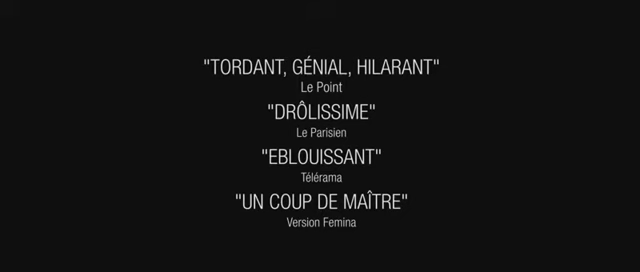 "TORDANT, GÉNIAL, HILARANT"
Le Point
"DRÔLISSIME"
Le Parisien
"EBLOUISSANT"
Télérama
"UN COUP DE MAÎTRE"
Version Femina